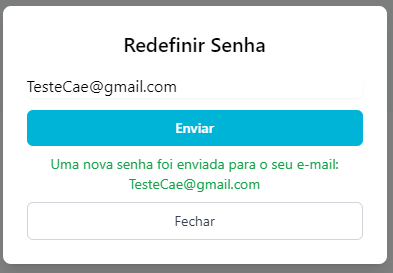 Redefinir Senha
TesteCae@gmail.com
Enviar
Uma nova senha foi enviada para o seu e-mail:
TesteCae@gmail.com
Fechar